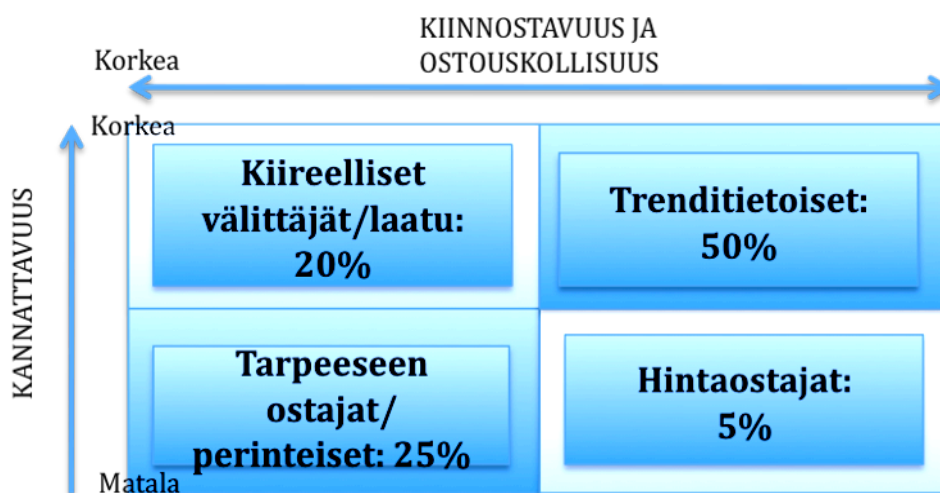 KIINNOSTAVUUS JA
OSTOUSKOLLISUUS
Korkea
Korkea
KANNATTAVUUS
Kiireelliset
välittäjät/laatu:
20%
Trenditietoiset:
50%
Tarpeeseen
ostajat/
perinteiset: 25%
Hintaostajat:
5%
Matala